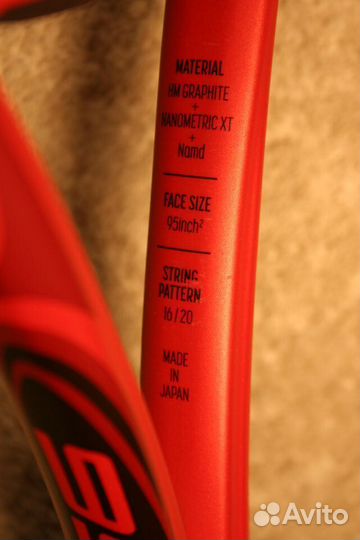 MATERIAL
HM GRAPHITE
+
NANOMETRIC XT
+
Namd
FACE SIZE
95inch²
STRING
PATTERN
16/20
MADE
IN
JAPAN
Avito